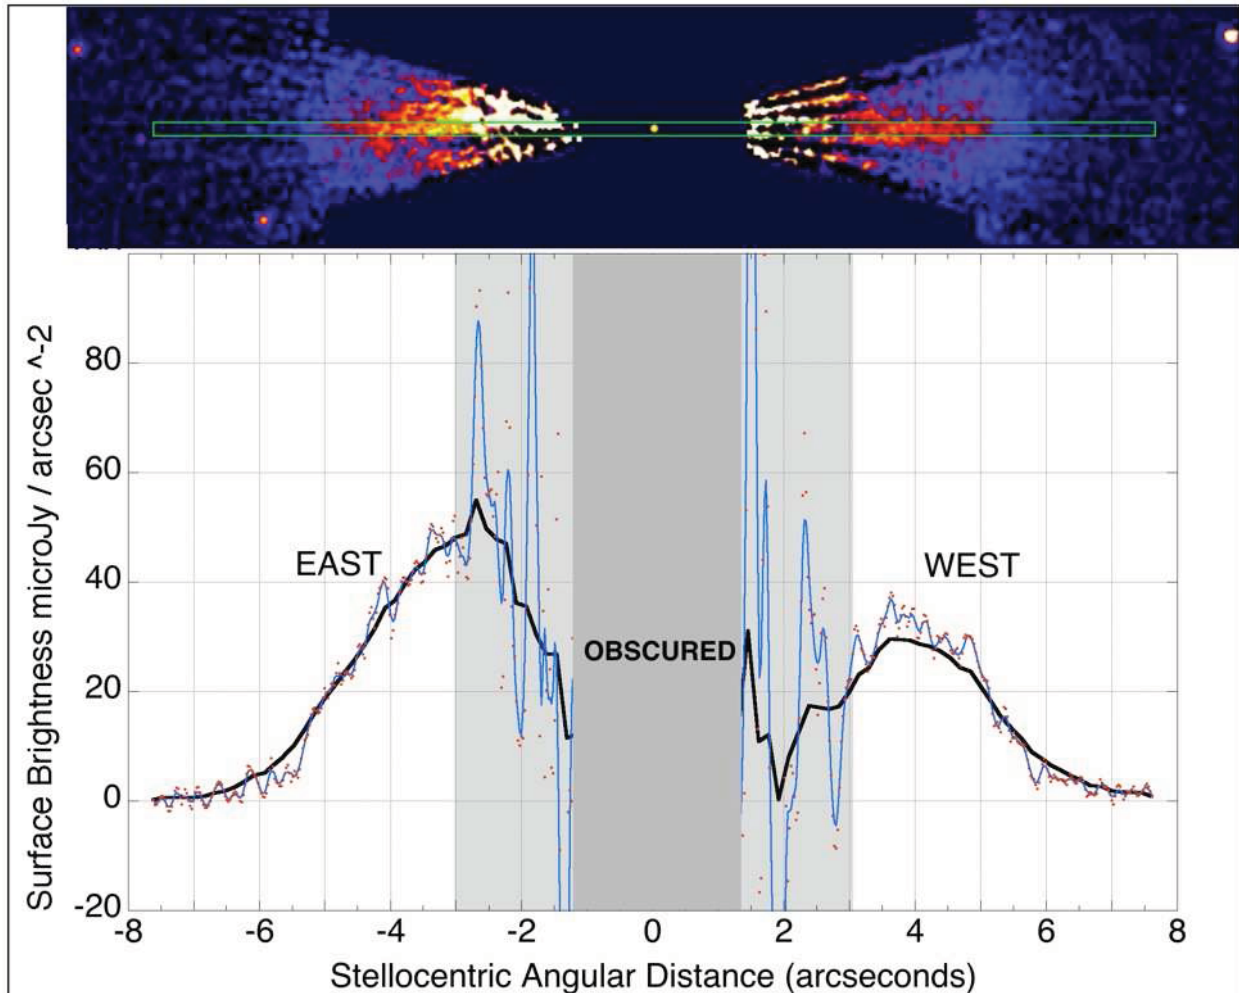 Surface Brightness microJy / arcsec ^-2
80
60
40
20
0
-20
EAST
OBSCURED
WEST
-8 -6 -4 -2 0 2 4 6 8
Stellocentric Angular Distance (arcseconds)